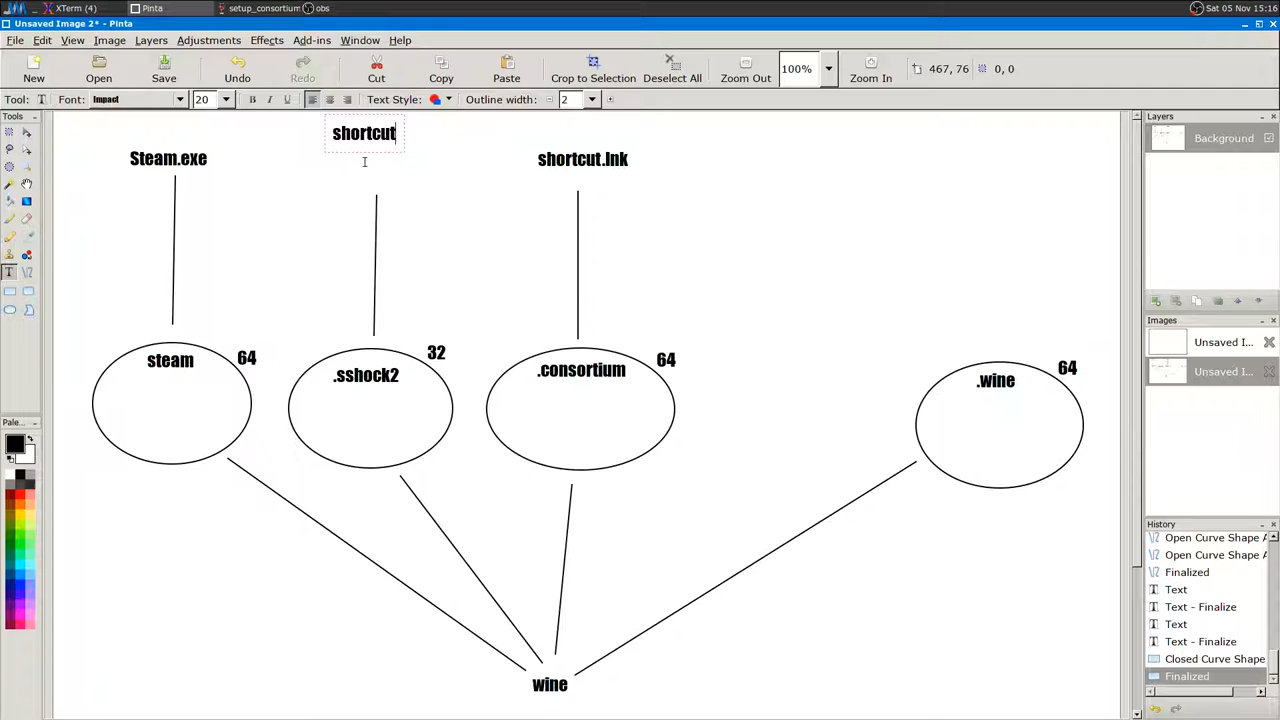 XTerm (4)
Pinta
setup_consortium
obs
Sat 05 Nov 15:16
Unsaved Image 2* - Pinta
File Edit View Image Layers Adjustments Effects Add-ins Window Help
New
Open
Save
Undo
Redo
Cut
Copy
Paste
Crop to Selection
Deselect All
Zoom Out
100%
Zoom In
467, 76
0, 0
Tool: T Font: Impact 20 B I U Text Style: Outline width: 2
Tools
Pale...
shortcut
Steam.exe
shortcut.lnk
steam
64
.sshock2
32
.consortium
64
.wine
64
wine
Layers
Background
Images
Unsaved I...
Unsaved I...
History
Open Curve Shape A
Open Curve Shape A
Finalized
Text
Text - Finalize
Text
Text - Finalize
Closed Curve Shape
Finalized